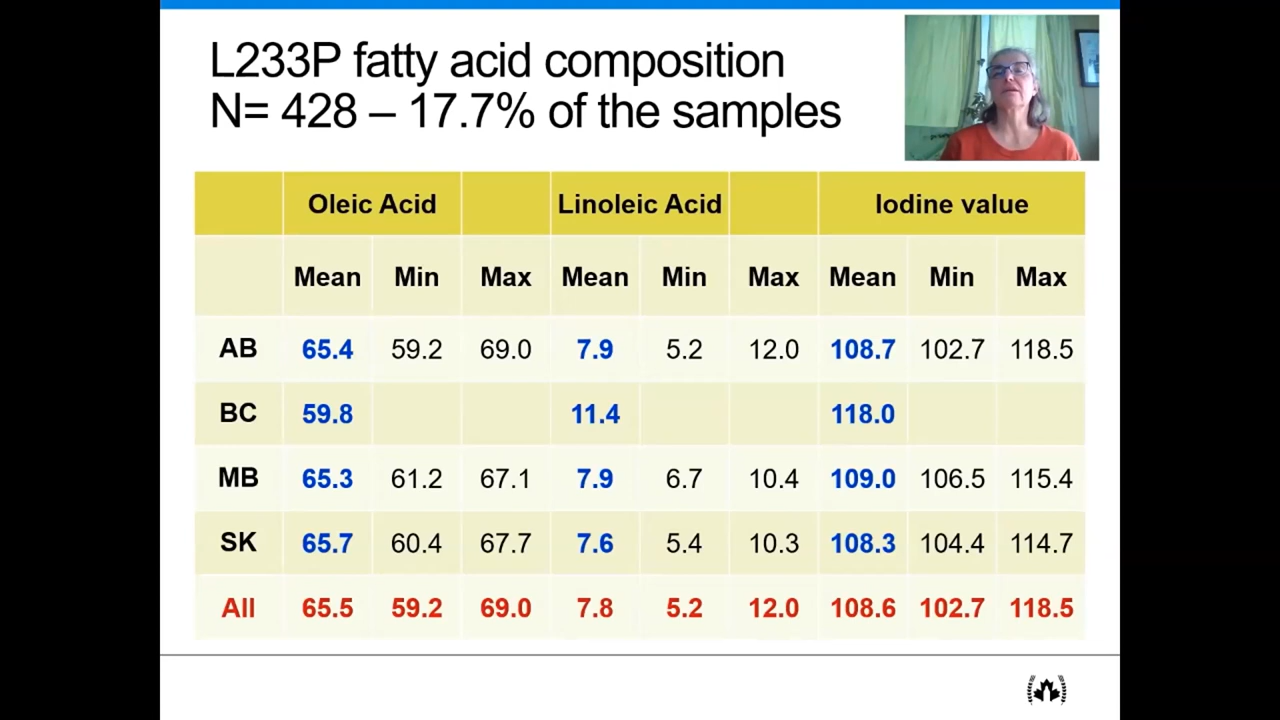 L233P fatty acid composition
N= 428 – 17.7% of the samples
Oleic Acid Linoleic Acid Iodine value
Mean Min Max Mean Min Max Mean Min Max
AB 65.4 59.2 69.0 7.9 5.2 12.0 108.7 102.7 118.5
BC 59.8 11.4 118.0
MB 65.3 61.2 67.1 7.9 6.7 10.4 109.0 106.5 115.4
SK 65.7 60.4 67.7 7.6 5.4 10.3 108.3 104.4 114.7
All 65.5 59.2 69.0 7.8 5.2 12.0 108.6 102.7 118.5